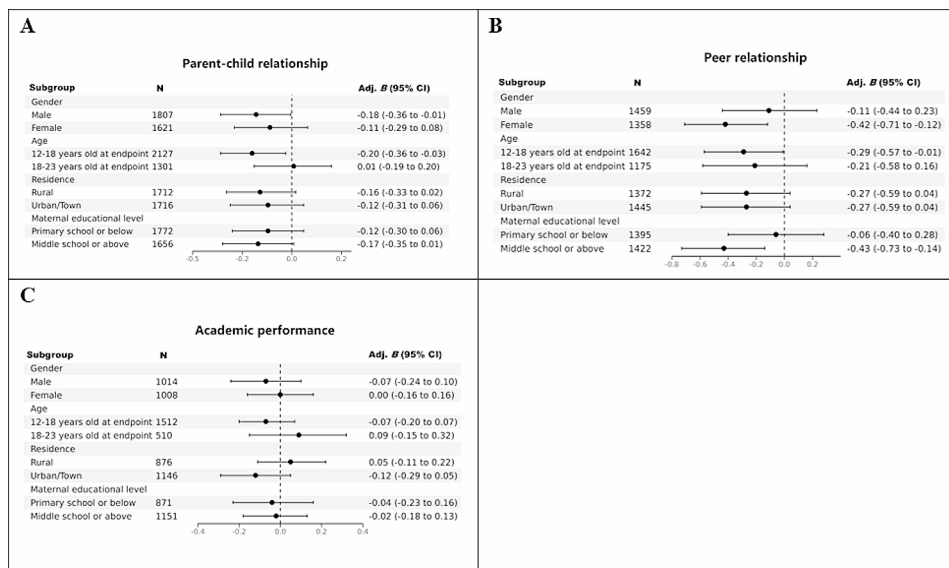 A
Parent-child relationship
Subgroup N Adj. B (95% CI)
Gender
Male 1807 -0.18 (-0.36 to -0.01)
Female 1621 -0.11 (-0.29 to 0.08)
Age
12-18 years old at endpoint 2127 -0.20 (-0.36 to -0.03)
18-23 years old at endpoint 1301 0.01 (-0.19 to 0.20)
Residence
Rural 1712 -0.16 (-0.33 to 0.02)
Urban/Town 1716 -0.12 (-0.31 to 0.06)
Maternal educational level
Primary school or below 1772 -0.12 (-0.30 to 0.06)
Middle school or above 1656 -0.17 (-0.35 to 0.01)
-0.5 -0.2 0.0 0.2
B
Peer relationship
Subgroup N Adj. B (95% CI)
Gender
Male 1459 -0.11 (-0.44 to 0.23)
Female 1358 -0.42 (-0.71 to -0.12)
Age
12-18 years old at endpoint 1642 -0.29 (-0.57 to -0.01)
18-23 years old at endpoint 1175 -0.21 (-0.58 to 0.16)
Residence
Rural 1372 -0.27 (-0.59 to 0.04)
Urban/Town 1445 -0.27 (-0.59 to 0.04)
Maternal educational level
Primary school or below 1395 -0.06 (-0.40 to 0.28)
Middle school or above 1422 -0.43 (-0.73 to -0.14)
-0.8 -0.6 -0.4 -0.2 0.0 0.2
C
Academic performance
Subgroup N Adj. B (95% CI)
Gender
Male 1014 -0.07 (-0.24 to 0.10)
Female 1008 0.00 (-0.16 to 0.16)
Age
12-18 years old at endpoint 1512 -0.07 (-0.20 to 0.07)
18-23 years old at endpoint 510 0.09 (-0.15 to 0.32)
Residence
Rural 876 0.05 (-0.11 to 0.22)
Urban/Town 1146 -0.12 (-0.29 to 0.05)
Maternal educational level
Primary school or below 871 -0.04 (-0.23 to 0.16)
Middle school or above 1151 -0.02 (-0.18 to 0.13)
-0.4 -0.2 0.0 0.2 0.4